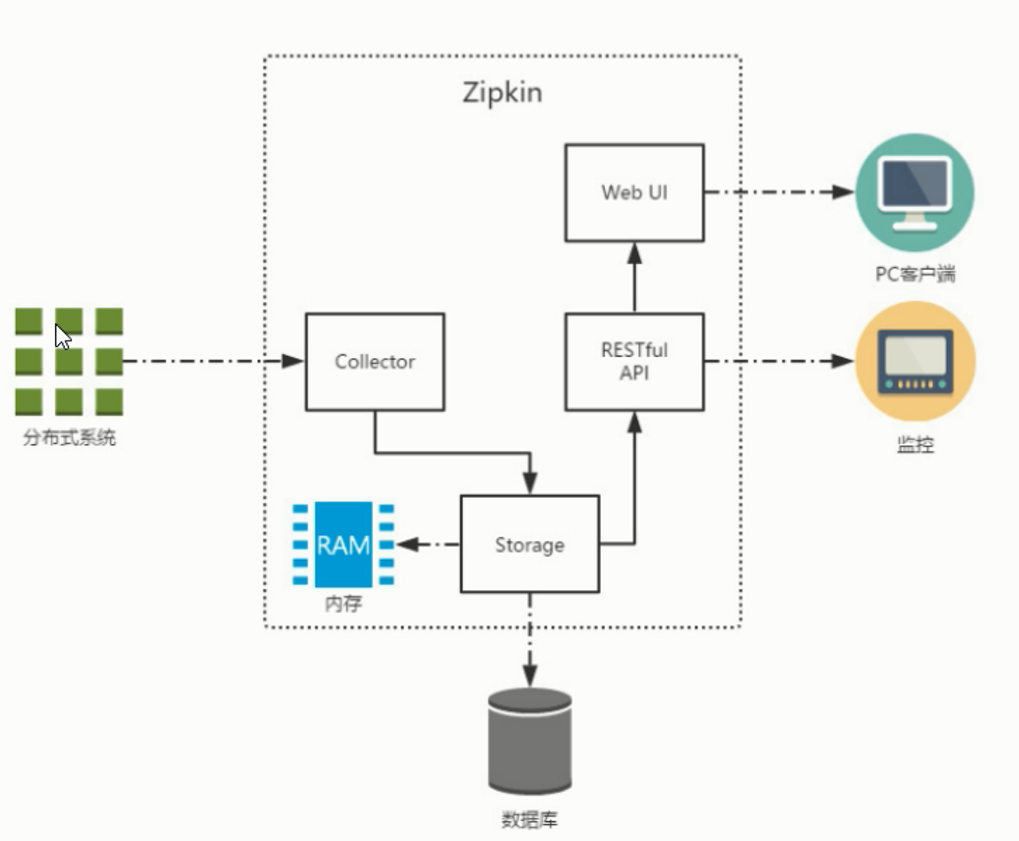 Zipkin
Web UI
PC客户端
Collector
RESTful
API
分布式系统
监控
RAM
Storage
内存
数据库